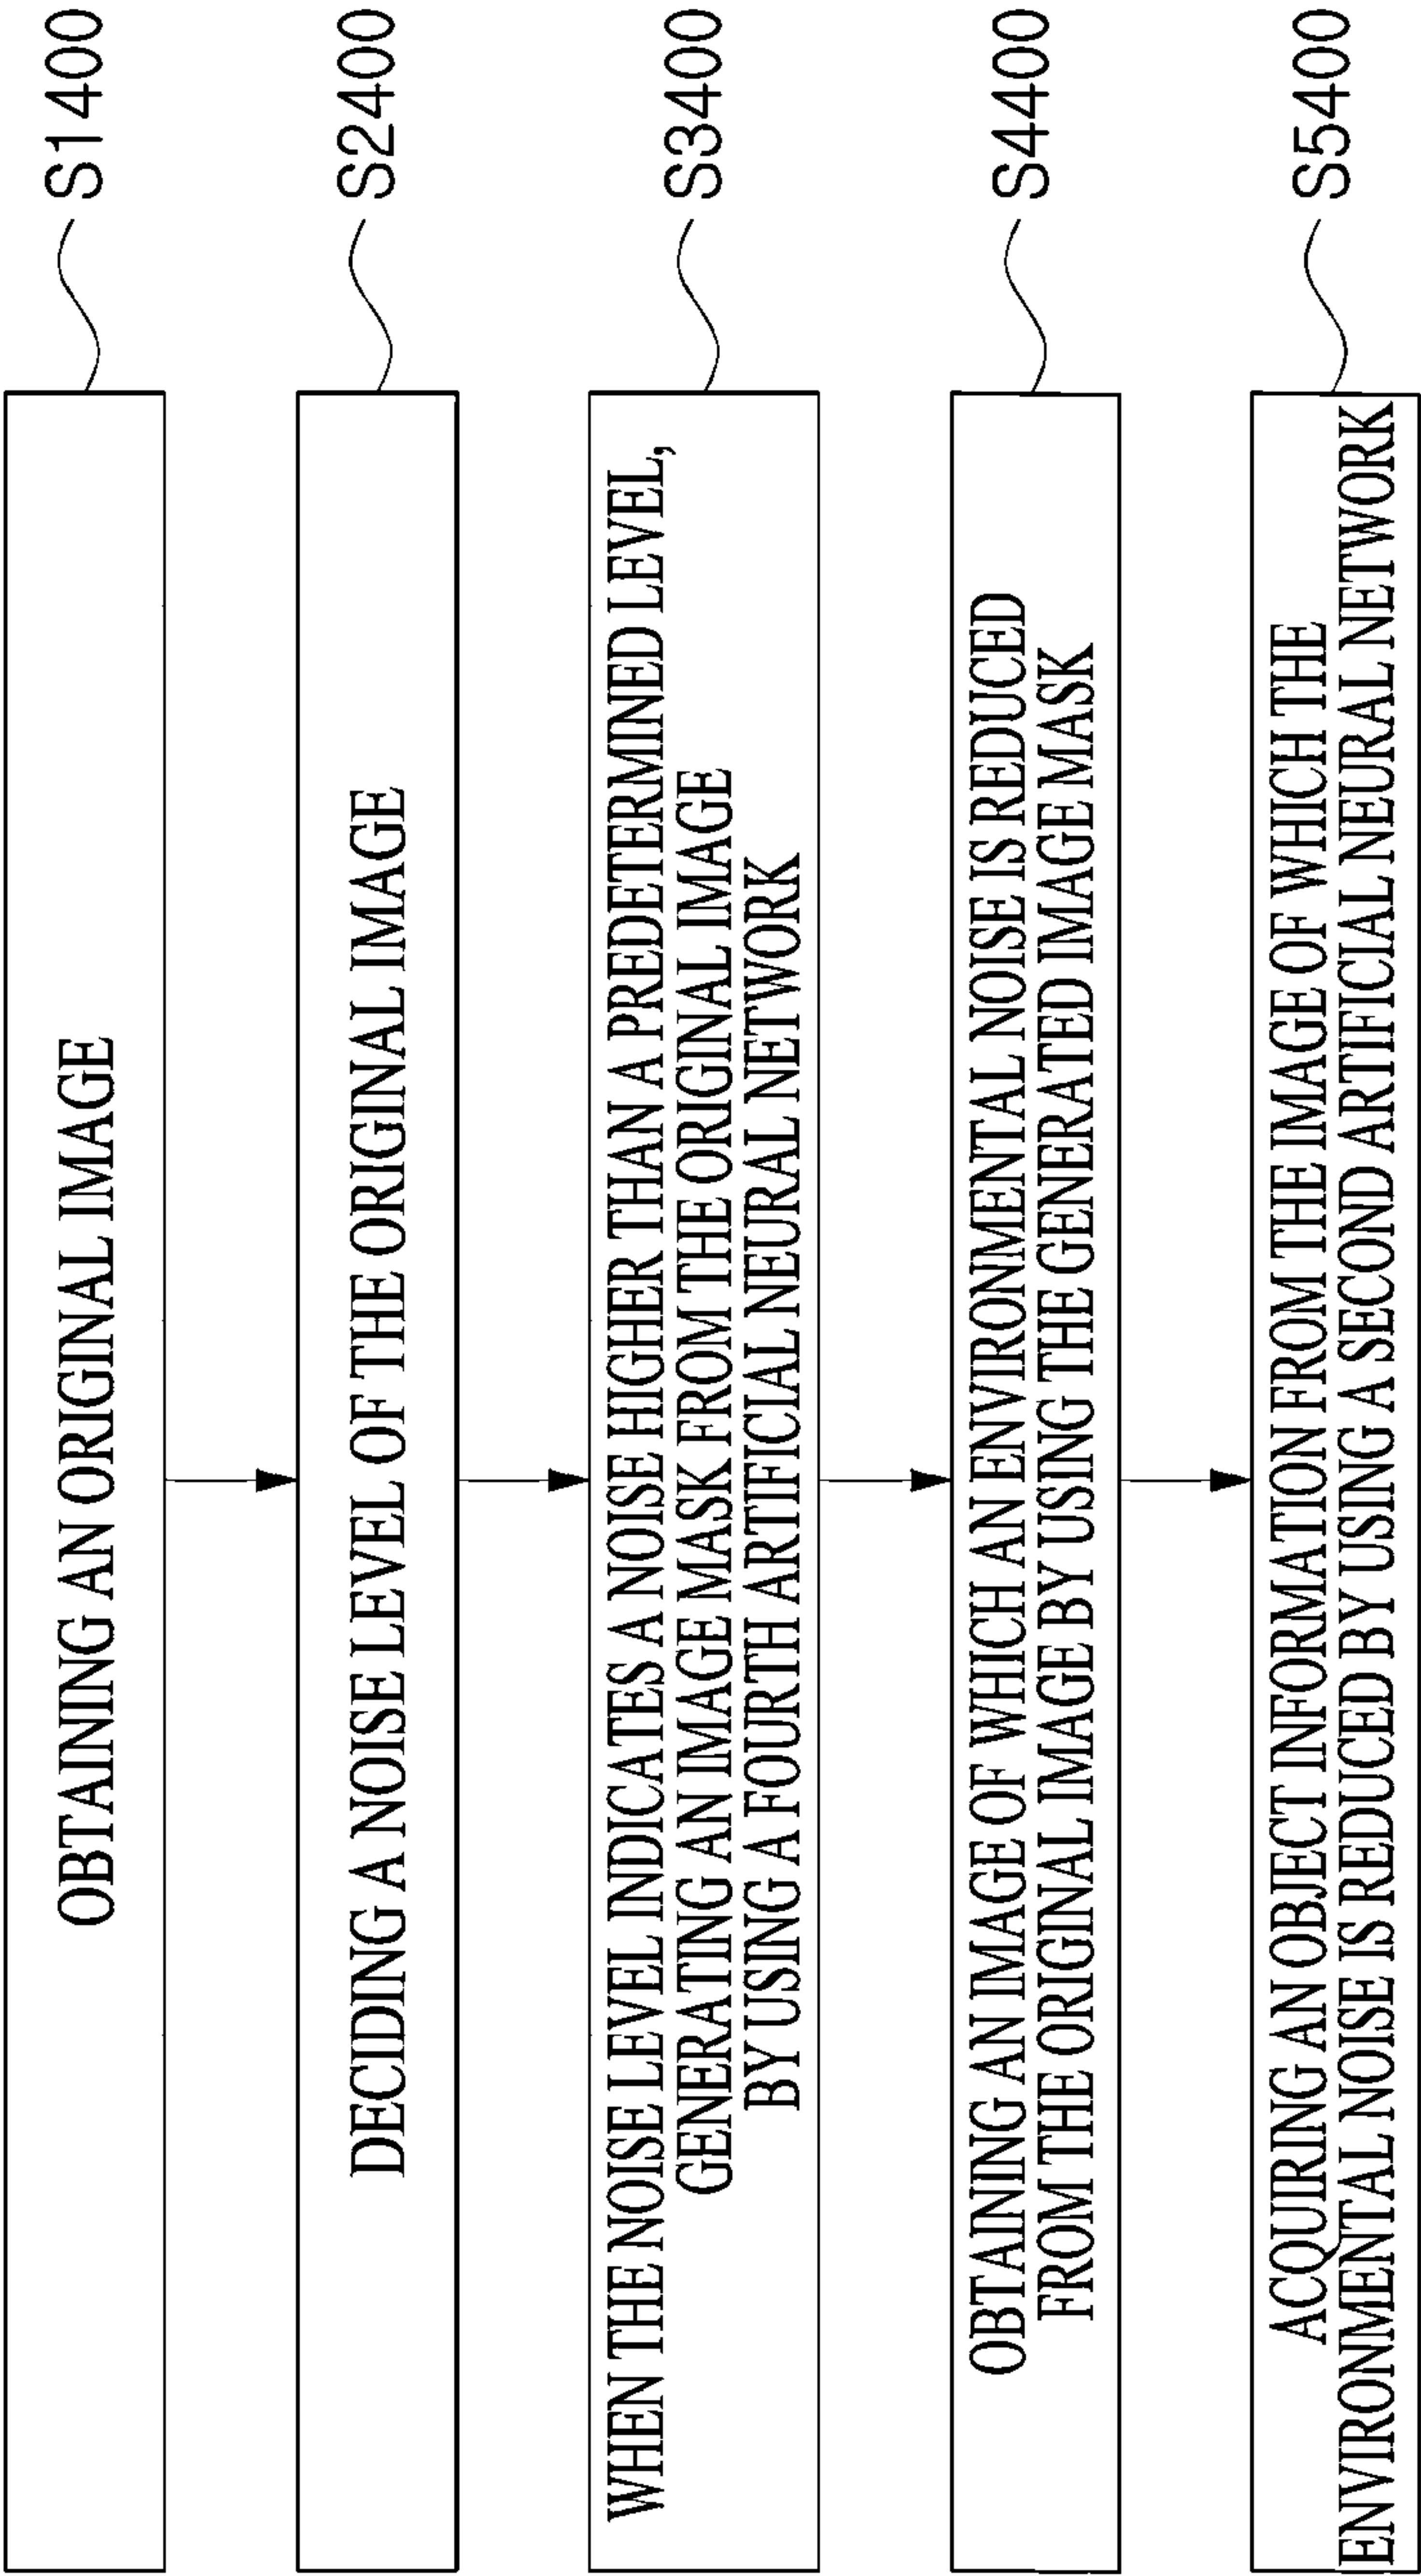 OBTAINING AN ORIGINAL IMAGE
S1400
DECIDING A NOISE LEVEL OF THE ORIGINAL IMAGE
S2400
WHEN THE NOISE LEVEL INDICATES A NOISE HIGHER THAN A PREDETERMINED LEVEL,
GENERATING AN IMAGE MASK FROM THE ORIGINAL IMAGE
BY USING A FOURTH ARTIFICIAL NEURAL NETWORK
S3400
OBTAINING AN IMAGE OF WHICH AN ENVIRONMENTAL NOISE IS REDUCED
FROM THE ORIGINAL IMAGE BY USING THE GENERATED IMAGE MASK
S4400
ACQUIRING AN OBJECT INFORMATION FROM THE IMAGE OF WHICH THE
ENVIRONMENTAL NOISE IS REDUCED BY USING A SECOND ARTIFICIAL NEURAL NETWORK
S5400